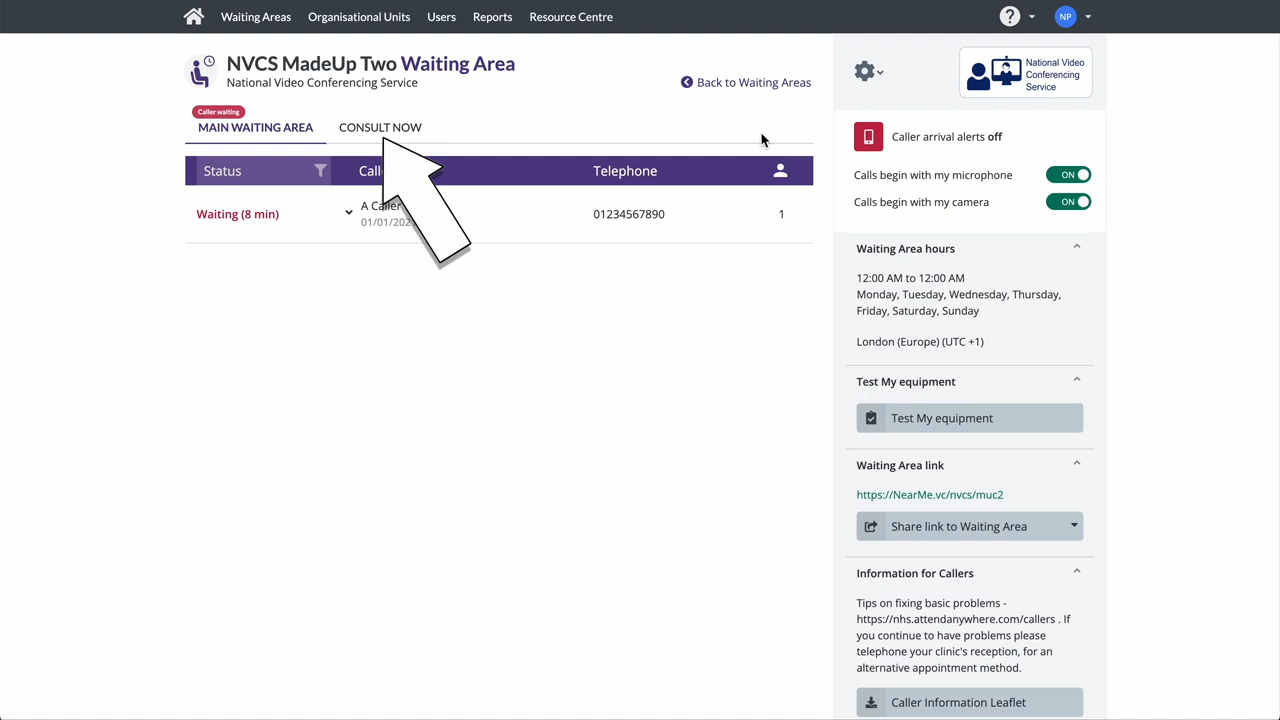 Waiting Areas Organisational Units Users Reports Resource Centre
? NP
NVCS MadeUp Two Waiting Area
National Video Conferencing Service
Back to Waiting Areas
Caller waiting
MAIN WAITING AREA CONSULT NOW
Status Telephone
Waiting (8 min) A Caller 01234567890 1
National Video
Conferencing
Service
Caller arrival alerts off
Calls begin with my microphone ON
Calls begin with my camera ON
Waiting Area hours
12:00 AM to 12:00 AM
Monday, Tuesday, Wednesday, Thursday,
Friday, Saturday, Sunday
London (Europe) (UTC +1)
Test My equipment
Test My equipment
Waiting Area link
https://NearMe.vc/nvcs/muc2
Share link to Waiting Area
Information for Callers
Tips on fixing basic problems -
https://nhs.attendanywhere.com/callers . If
you continue to have problems please
telephone your clinic's reception, for an
alternative appointment method.
Caller Information Leaflet